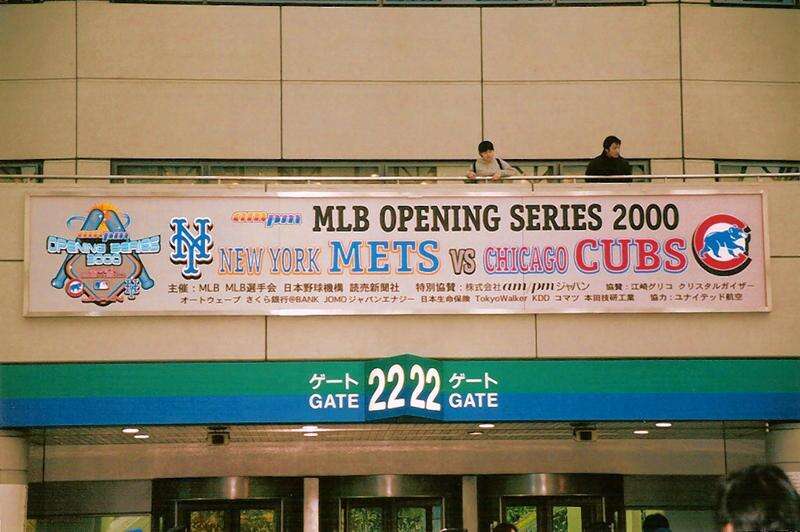 ampm MLB OPENING SERIES 2000
ampm
OPENING SERIES
2000
NY
NEW YORK METS VS CHICAGO CUBS
主催：MLB MLB選手会 日本野球機構 読売新聞社 特別協賛：株式会社am pmジャパン 協賛：江崎グリコ クリスタルガイザー
オートウェーブ さくら銀行@BANK JOMOジャパンエナジー 日本生命保険 TokyoWalker KDD コマツ 本田技研工業 協力：ユナイテッド航空
ゲート 22 22 ゲート
GATE GATE